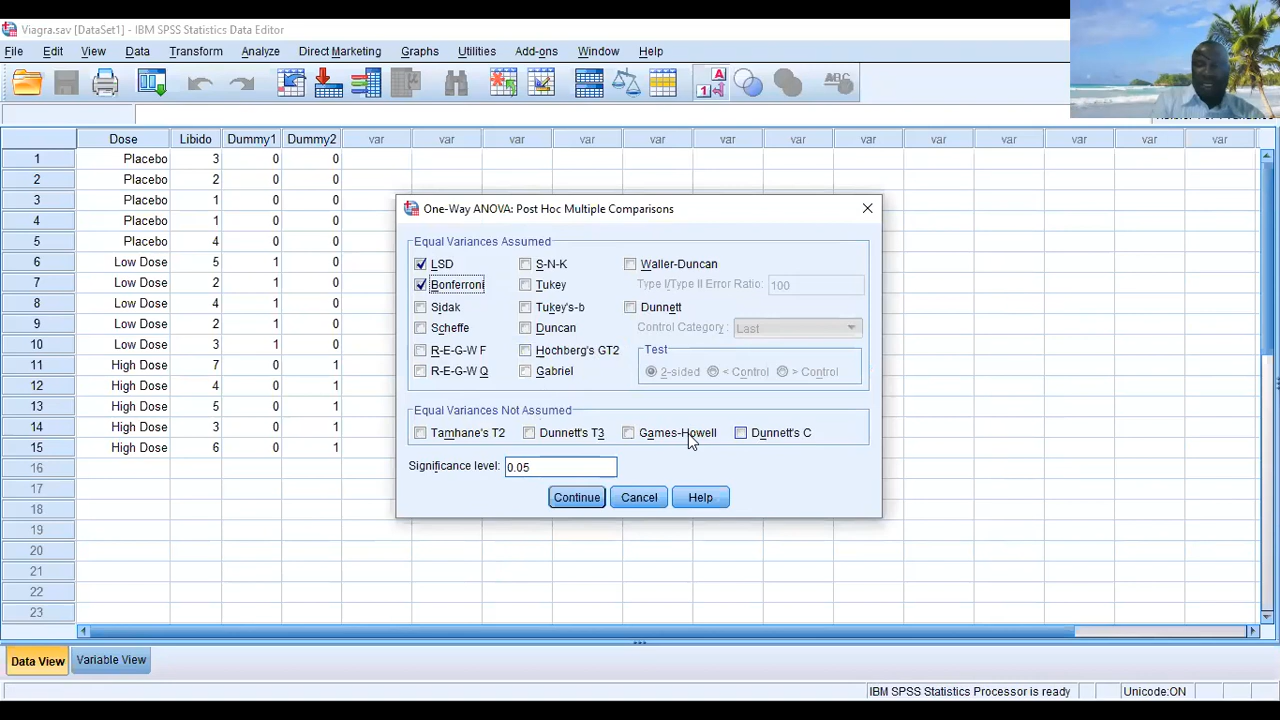 Viagra.sav [DataSet1] - IBM SPSS Statistics Data Editor
File Edit View Data Transform Analyze Direct Marketing Graphs Utilities Add-ons Window Help
Dose Libido Dummy1 Dummy2 var var var var var var var var var var var var var
1 Placebo 3 0 0
2 Placebo 2 0 0
3 Placebo 1 0 0
4 Placebo 1 0 0
5 Placebo 4 0 0
6 Low Dose 5 1 0
7 Low Dose 2 1 0
8 Low Dose 4 1 0
9 Low Dose 2 1 0
10 Low Dose 3 1 0
11 High Dose 7 0 1
12 High Dose 4 0 1
13 High Dose 5 0 1
14 High Dose 3 0 1
15 High Dose 6 0 1
16
17
18
19
20
21
22
23
One-Way ANOVA: Post Hoc Multiple Comparisons
Equal Variances Assumed
LSD S-N-K Waller-Duncan
Bonferroni Tukey Type I/Type II Error Ratio: 100
Sidak Tukey's-b Dunnett
Scheffe Duncan Control Category: Last
R-E-G-W F Hochberg's GT2 Test
R-E-G-W Q Gabriel 2-sided < Control > Control
Equal Variances Not Assumed
Tamhane's T2 Dunnett's T3 Games-Howell Dunnett's C
Significance level: 0.05
Continue Cancel Help
Data View Variable View
IBM SPSS Statistics Processor is ready Unicode:ON